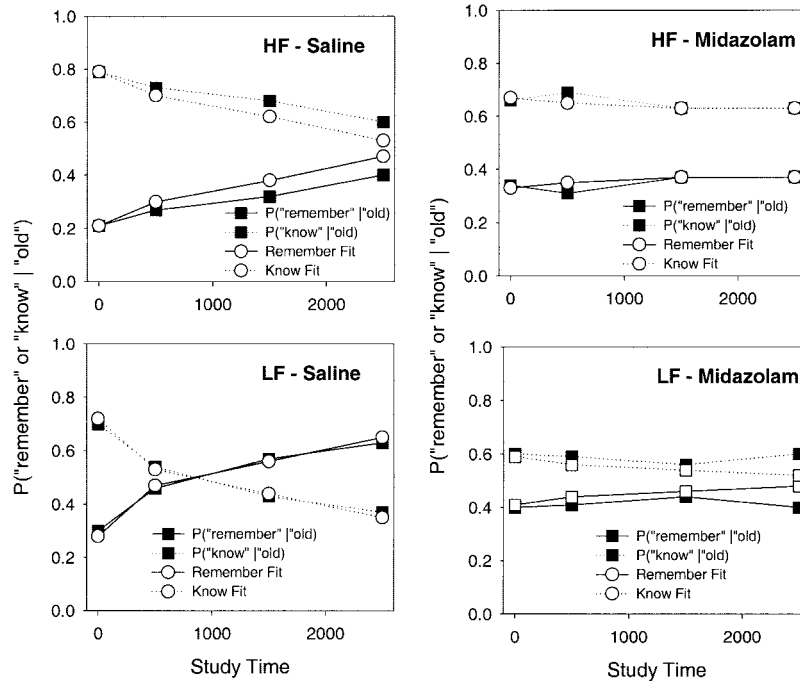 HF - Saline
1.0
0.8
0.6
0.4
0.2
0.0
P("remember" |"old)
P("know" |"old")
Remember Fit
Know Fit
0
1000
2000
HF - Midazolam
1.0
0.8
0.6
0.4
0.2
0.0
P("remember" |"old)
P("know" |"old)
Remember Fit
Know Fit
0
1000
2000
P("remember" or "know" | "old")
P("remember" or "know" | "old")
LF - Saline
1.0
0.8
0.6
0.4
0.2
0.0
P("remember" |"old)
P("know" |"old)
Remember Fit
Know Fit
0
1000
2000
Study Time
LF - Midazolam
1.0
0.8
0.6
0.4
0.2
0.0
P("remember" |"old)
P("know" |"old)
Remember Fit
Know Fit
0
1000
2000
Study Time